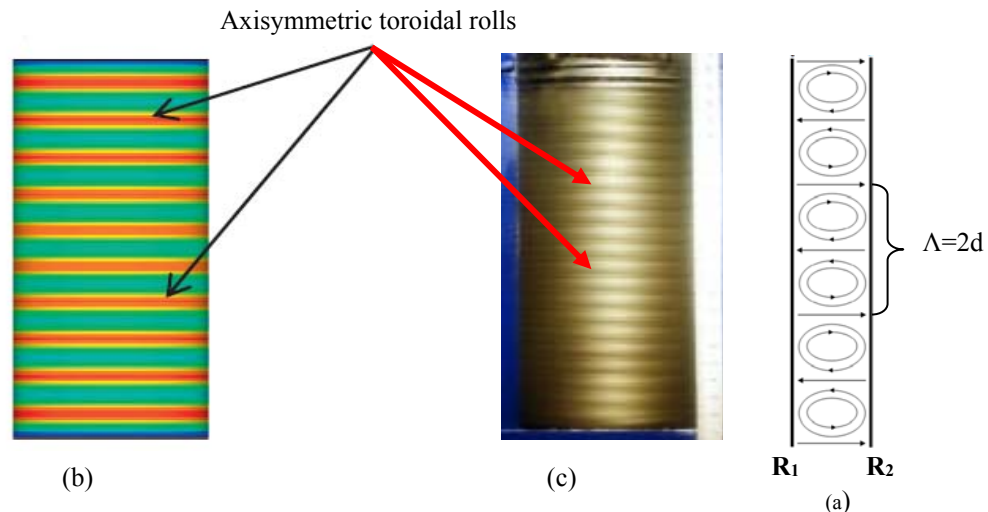 Axisymmetric toroidal rolls
Λ=2d
R₁
R₂
(b)
(c)
(a)